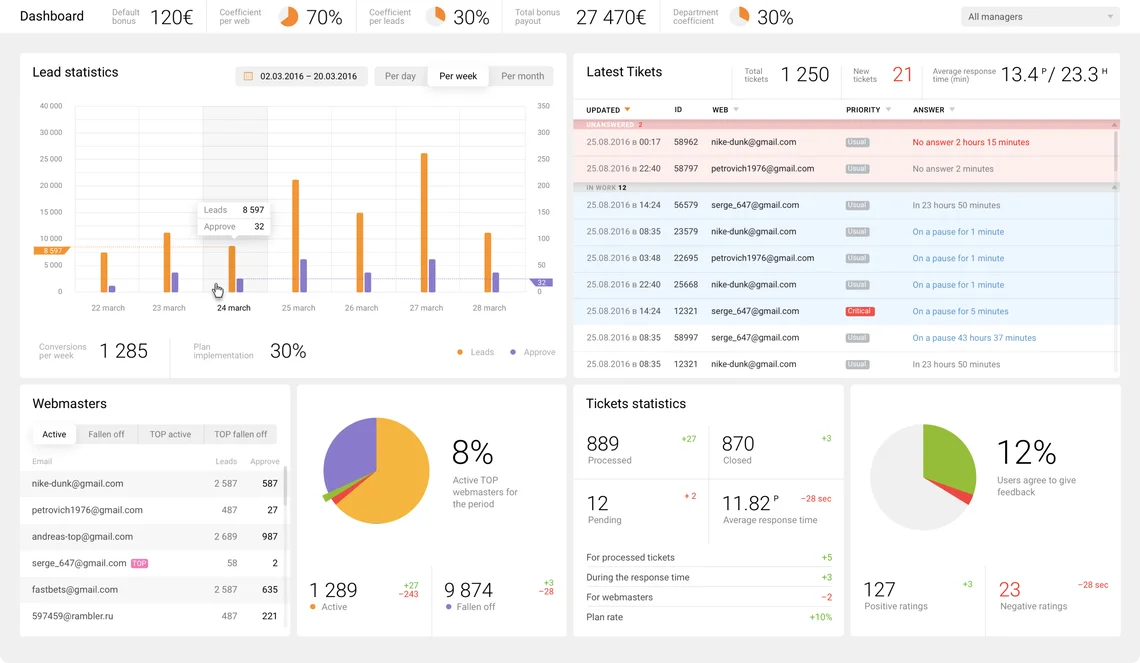 Dashboard
Default bonus 120€
Coefficient per web 70%
Coefficient per leads 30%
Total bonus payout 27 470€
Department coefficient 30%
All managers
Lead statistics
02.03.2016 – 20.03.2016
Per day Per week Per month
40 000 350
30 000 300
25 000 250
20 000 200
15 000 150
10 000 100
5 000 50
0 0
8 597
32
Leads 8 597
Approve 32
22 march 23 march 24 march 25 march 26 march 27 march 28 march
Conversions per week 1 285
Plan implementation 30%
Leads Approve
Latest Tikets
Total tickets 1 250
New tickets 21
Average response time (min) 13.4 P / 23.3 H
UPDATED ID WEB PRIORITY ANSWER
UNANSWERED 2
25.08.2016 в 00:17 58962 nike-dunk@gmail.com Usual No answer 2 hours 15 minutes
25.08.2016 в 22:40 58797 petrovich1976@gmail.com Usual No answer 2 minutes
IN WORK 12
25.08.2016 в 14:24 56579 serge_647@gmail.com Usual In 23 hours 50 minutes
25.08.2016 в 08:35 23579 nike-dunk@gmail.com Usual On a pause for 1 minute
25.08.2016 в 03:48 22695 petrovich1976@gmail.com Usual On a pause for 1 minute
25.08.2016 в 22:40 25668 nike-dunk@gmail.com Usual On a pause for 1 minute
25.08.2016 в 14:24 12321 serge_647@gmail.com Critical On a pause for 5 minutes
25.08.2016 в 08:35 58997 serge_647@gmail.com Usual On a pause 43 hours 37 minutes
25.08.2016 в 08:35 12321 nike-dunk@gmail.com Usual In 23 hours 50 minutes
Webmasters
Active Fallen off TOP active TOP fallen off
Email Leads Approve
nike-dunk@gmail.com 2 587 587
petrovich1976@gmail.com 487 27
andreas-top@gmail.com 2 689 987
serge_647@gmail.com TOP 58 2
fastbets@gmail.com 2 587 635
597459@rambler.ru 487 221
8%
Active TOP
webmasters for
the period
1 289 +27 −243
Active
9 874 +3 −28
Fallen off
Tickets statistics
889 +27
Processed
870 +3
Closed
12 + 2
Pending
11.82 P −28 sec
Average response time
For processed tickets +5
During the response time +3
For webmasters −2
Plan rate +10%
12%
Users agree to give
feedback
127 +3
Positive ratings
23 −28 sec
Negative ratings